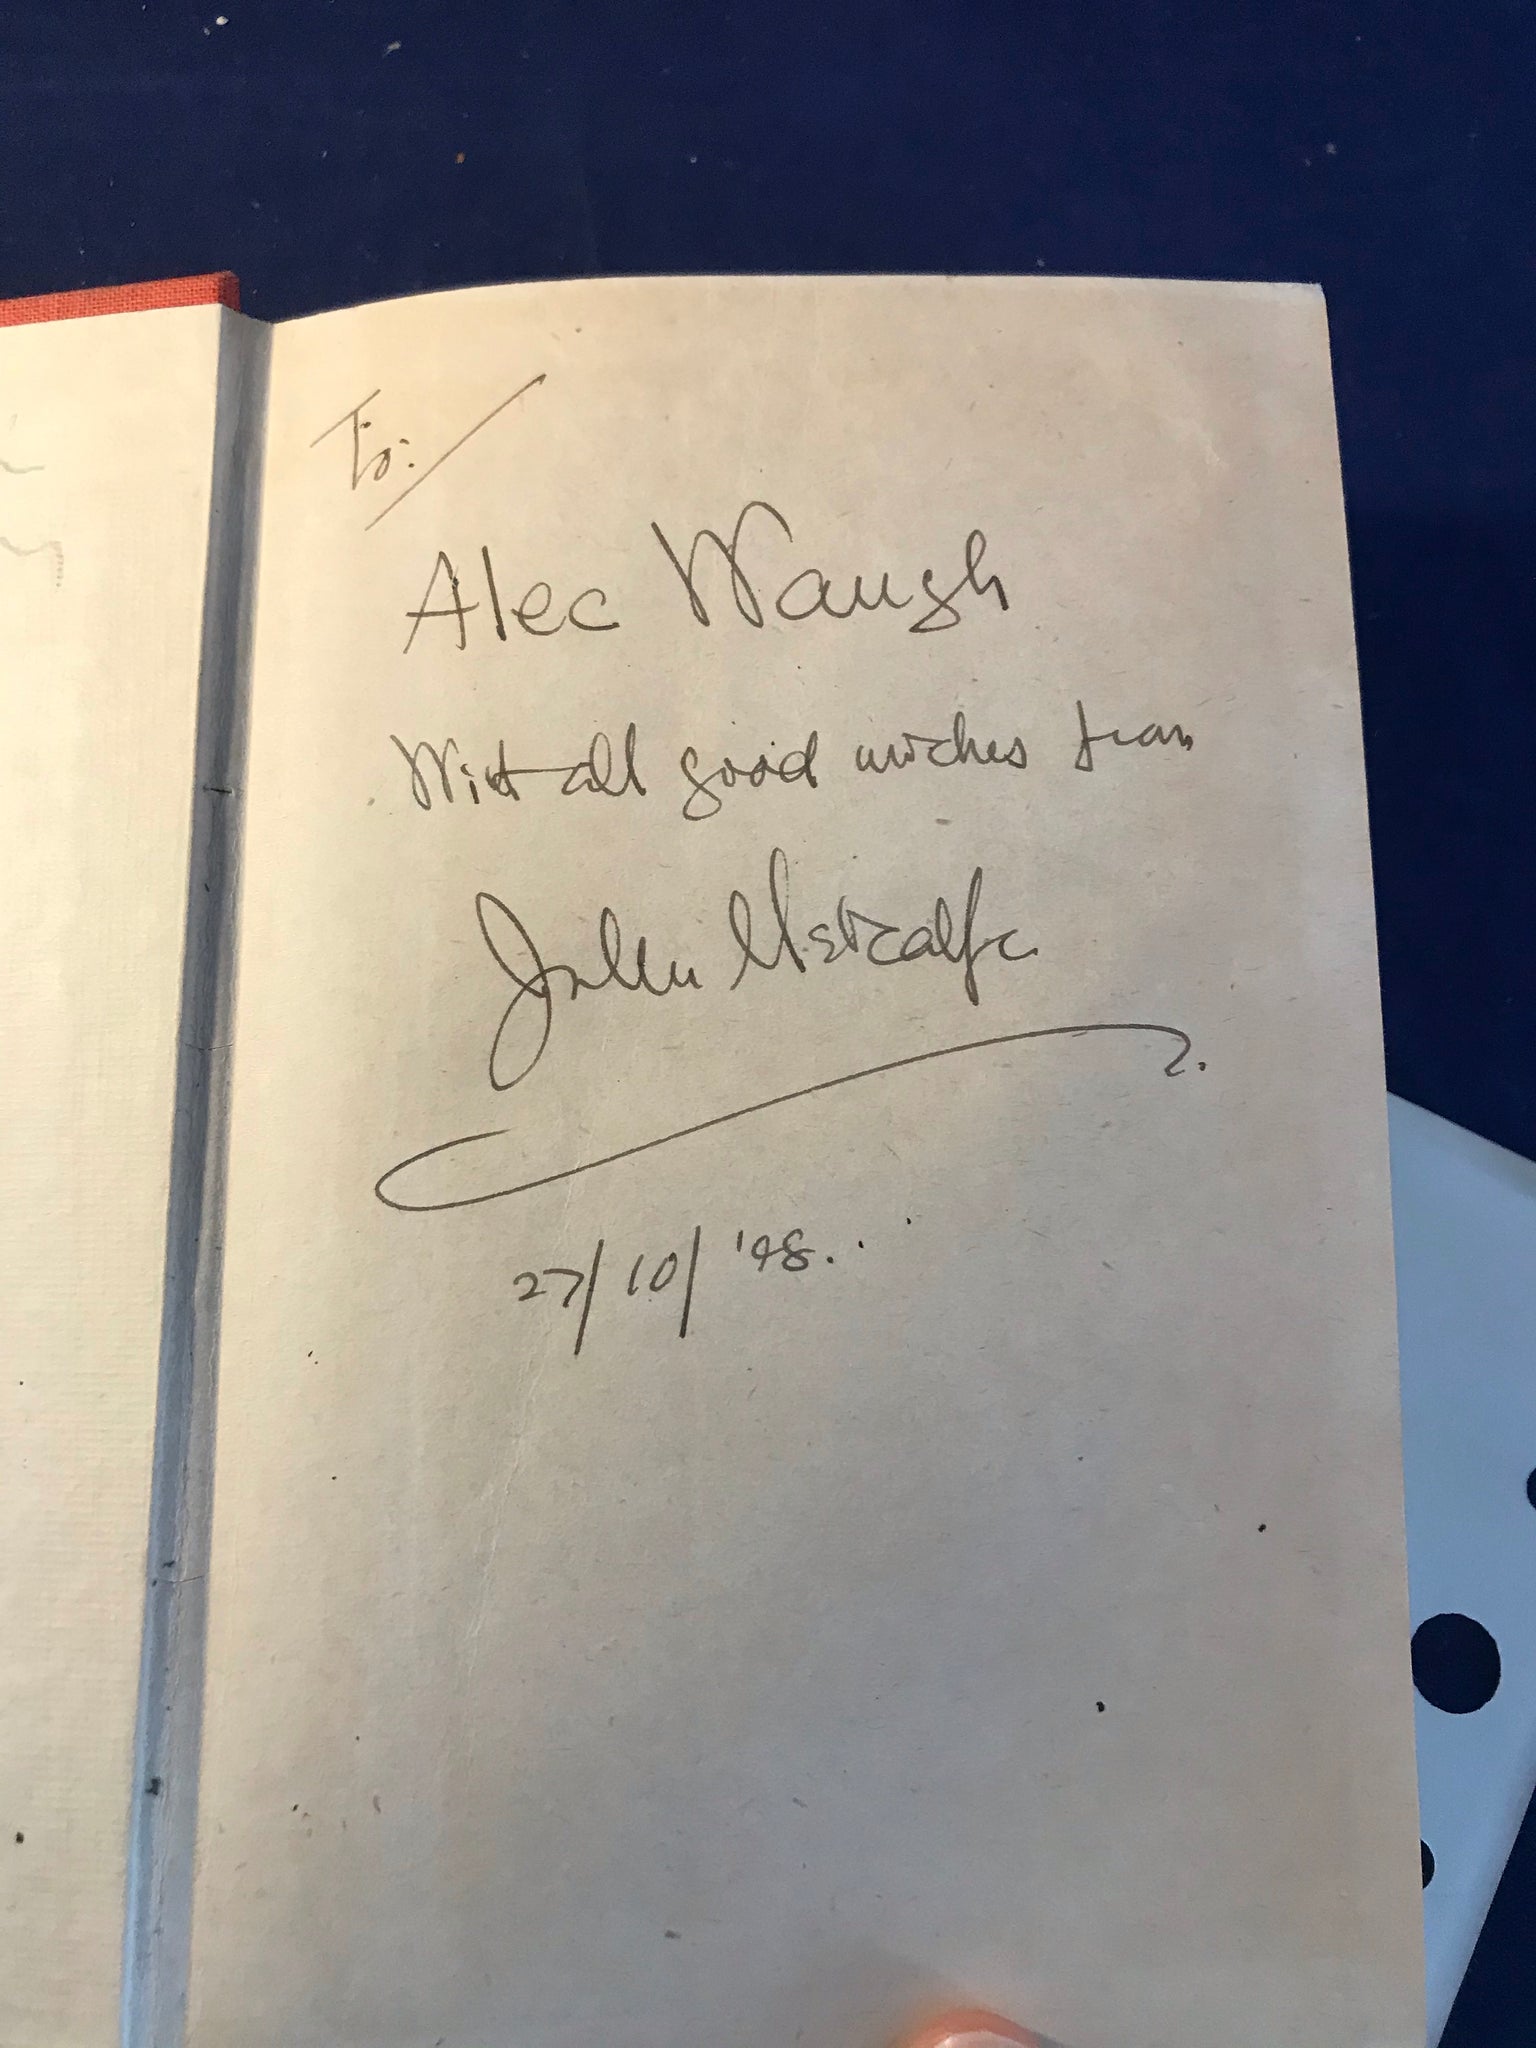 To:
Alec Waugh
With all good wishes from
John Metcalfe
27/10/'48.